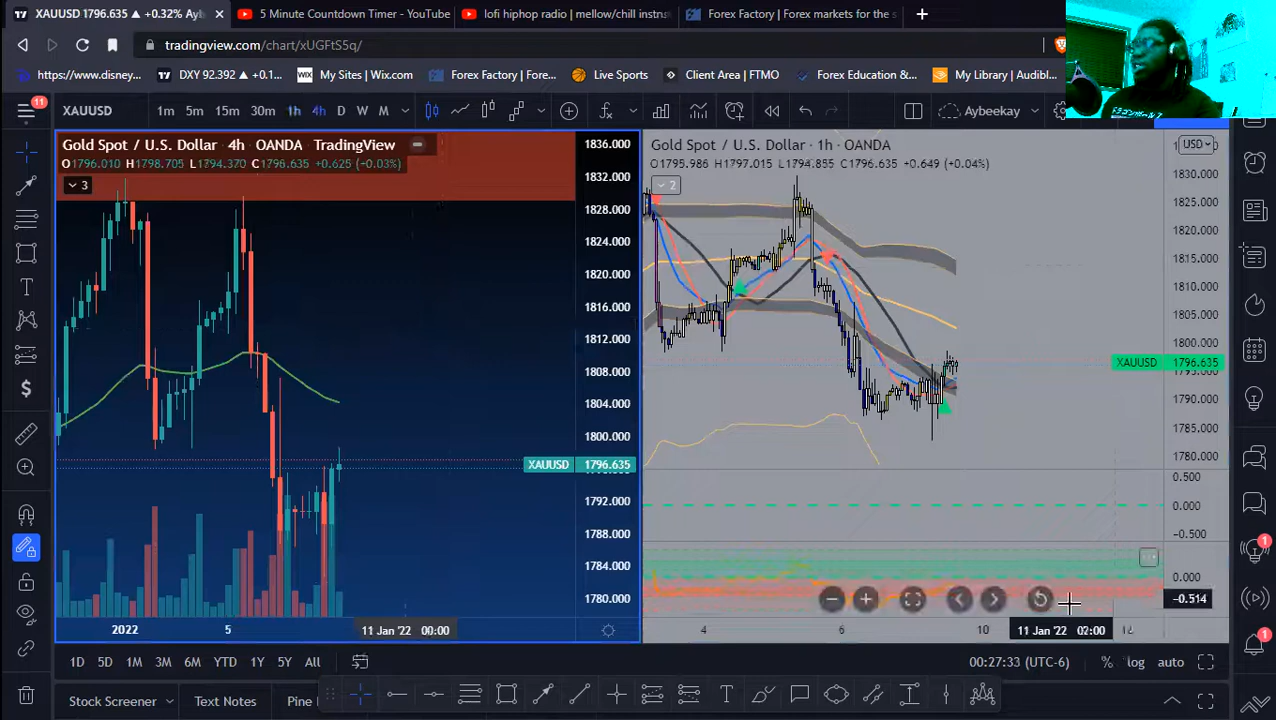 XAUUSD 1796.635 ▲ +0.32% Ayb
5 Minute Countdown Timer - YouTube
lofi hiphop radio | mellow/chill instru
Forex Factory | Forex markets for the s
tradingview.com/chart/xUGFtS5q/
https://www.disney...
DXY 92.392 ▲ +0.1...
My Sites | Wix.com
Forex Factory | Fore...
Live Sports
Client Area | FTMO
Forex Education &...
My Library | Audibl...
11
XAUUSD
1m 5m 15m 30m 1h 4h D W M
Aybeekay
Gold Spot / U.S. Dollar · 4h · OANDA · TradingView
O1796.010 H1798.705 L1794.370 C1796.635 +0.625 (+0.03%)
3
1836.000
1832.000
1828.000
1824.000
1820.000
1816.000
1812.000
1808.000
1804.000
1800.000
XAUUSD 1796.635
1792.000
1788.000
1784.000
1780.000
2022 5 11 Jan '22 00:00
Gold Spot / U.S. Dollar · 1h · OANDA
O1795.986 H1797.015 L1794.855 C1796.635 +0.649 (+0.04%)
2
USD
1830.000
1825.000
1820.000
1815.000
1810.000
1805.000
1800.000
XAUUSD 1796.635
1795.000
1790.000
1785.000
1780.000
0.500
0.000
−0.500
0.000
−0.514
4 6 10 11 Jan '22 02:00 12
1D 5D 1M 3M 6M YTD 1Y 5Y All
00:27:33 (UTC-6)
% log auto
Stock Screener
Text Notes
Pine
1
1